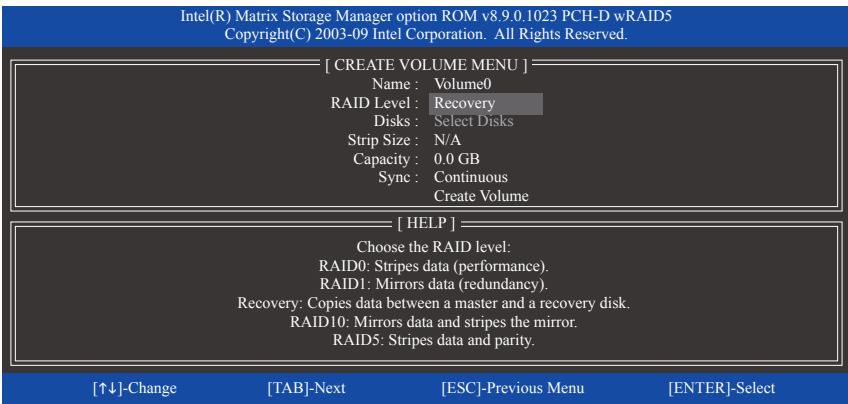 Intel(R) Matrix Storage Manager option ROM v8.9.0.1023 PCH-D wRAID5
Copyright(C) 2003-09 Intel Corporation.  All Rights Reserved.
[ CREATE VOLUME MENU ]
Name :   Volume0
RAID Level :   Recovery
Disks :   Select Disks
Strip Size :   N/A
Capacity :   0.0 GB
Sync :   Continuous
Create Volume
[ HELP ]
Choose the RAID level:
RAID0: Stripes data (performance).
RAID1: Mirrors data (redundancy).
Recovery: Copies data between a master and a recovery disk.
RAID10: Mirrors data and stripes the mirror.
RAID5: Stripes data and parity.
[↑↓]-Change   [TAB]-Next   [ESC]-Previous Menu   [ENTER]-Select